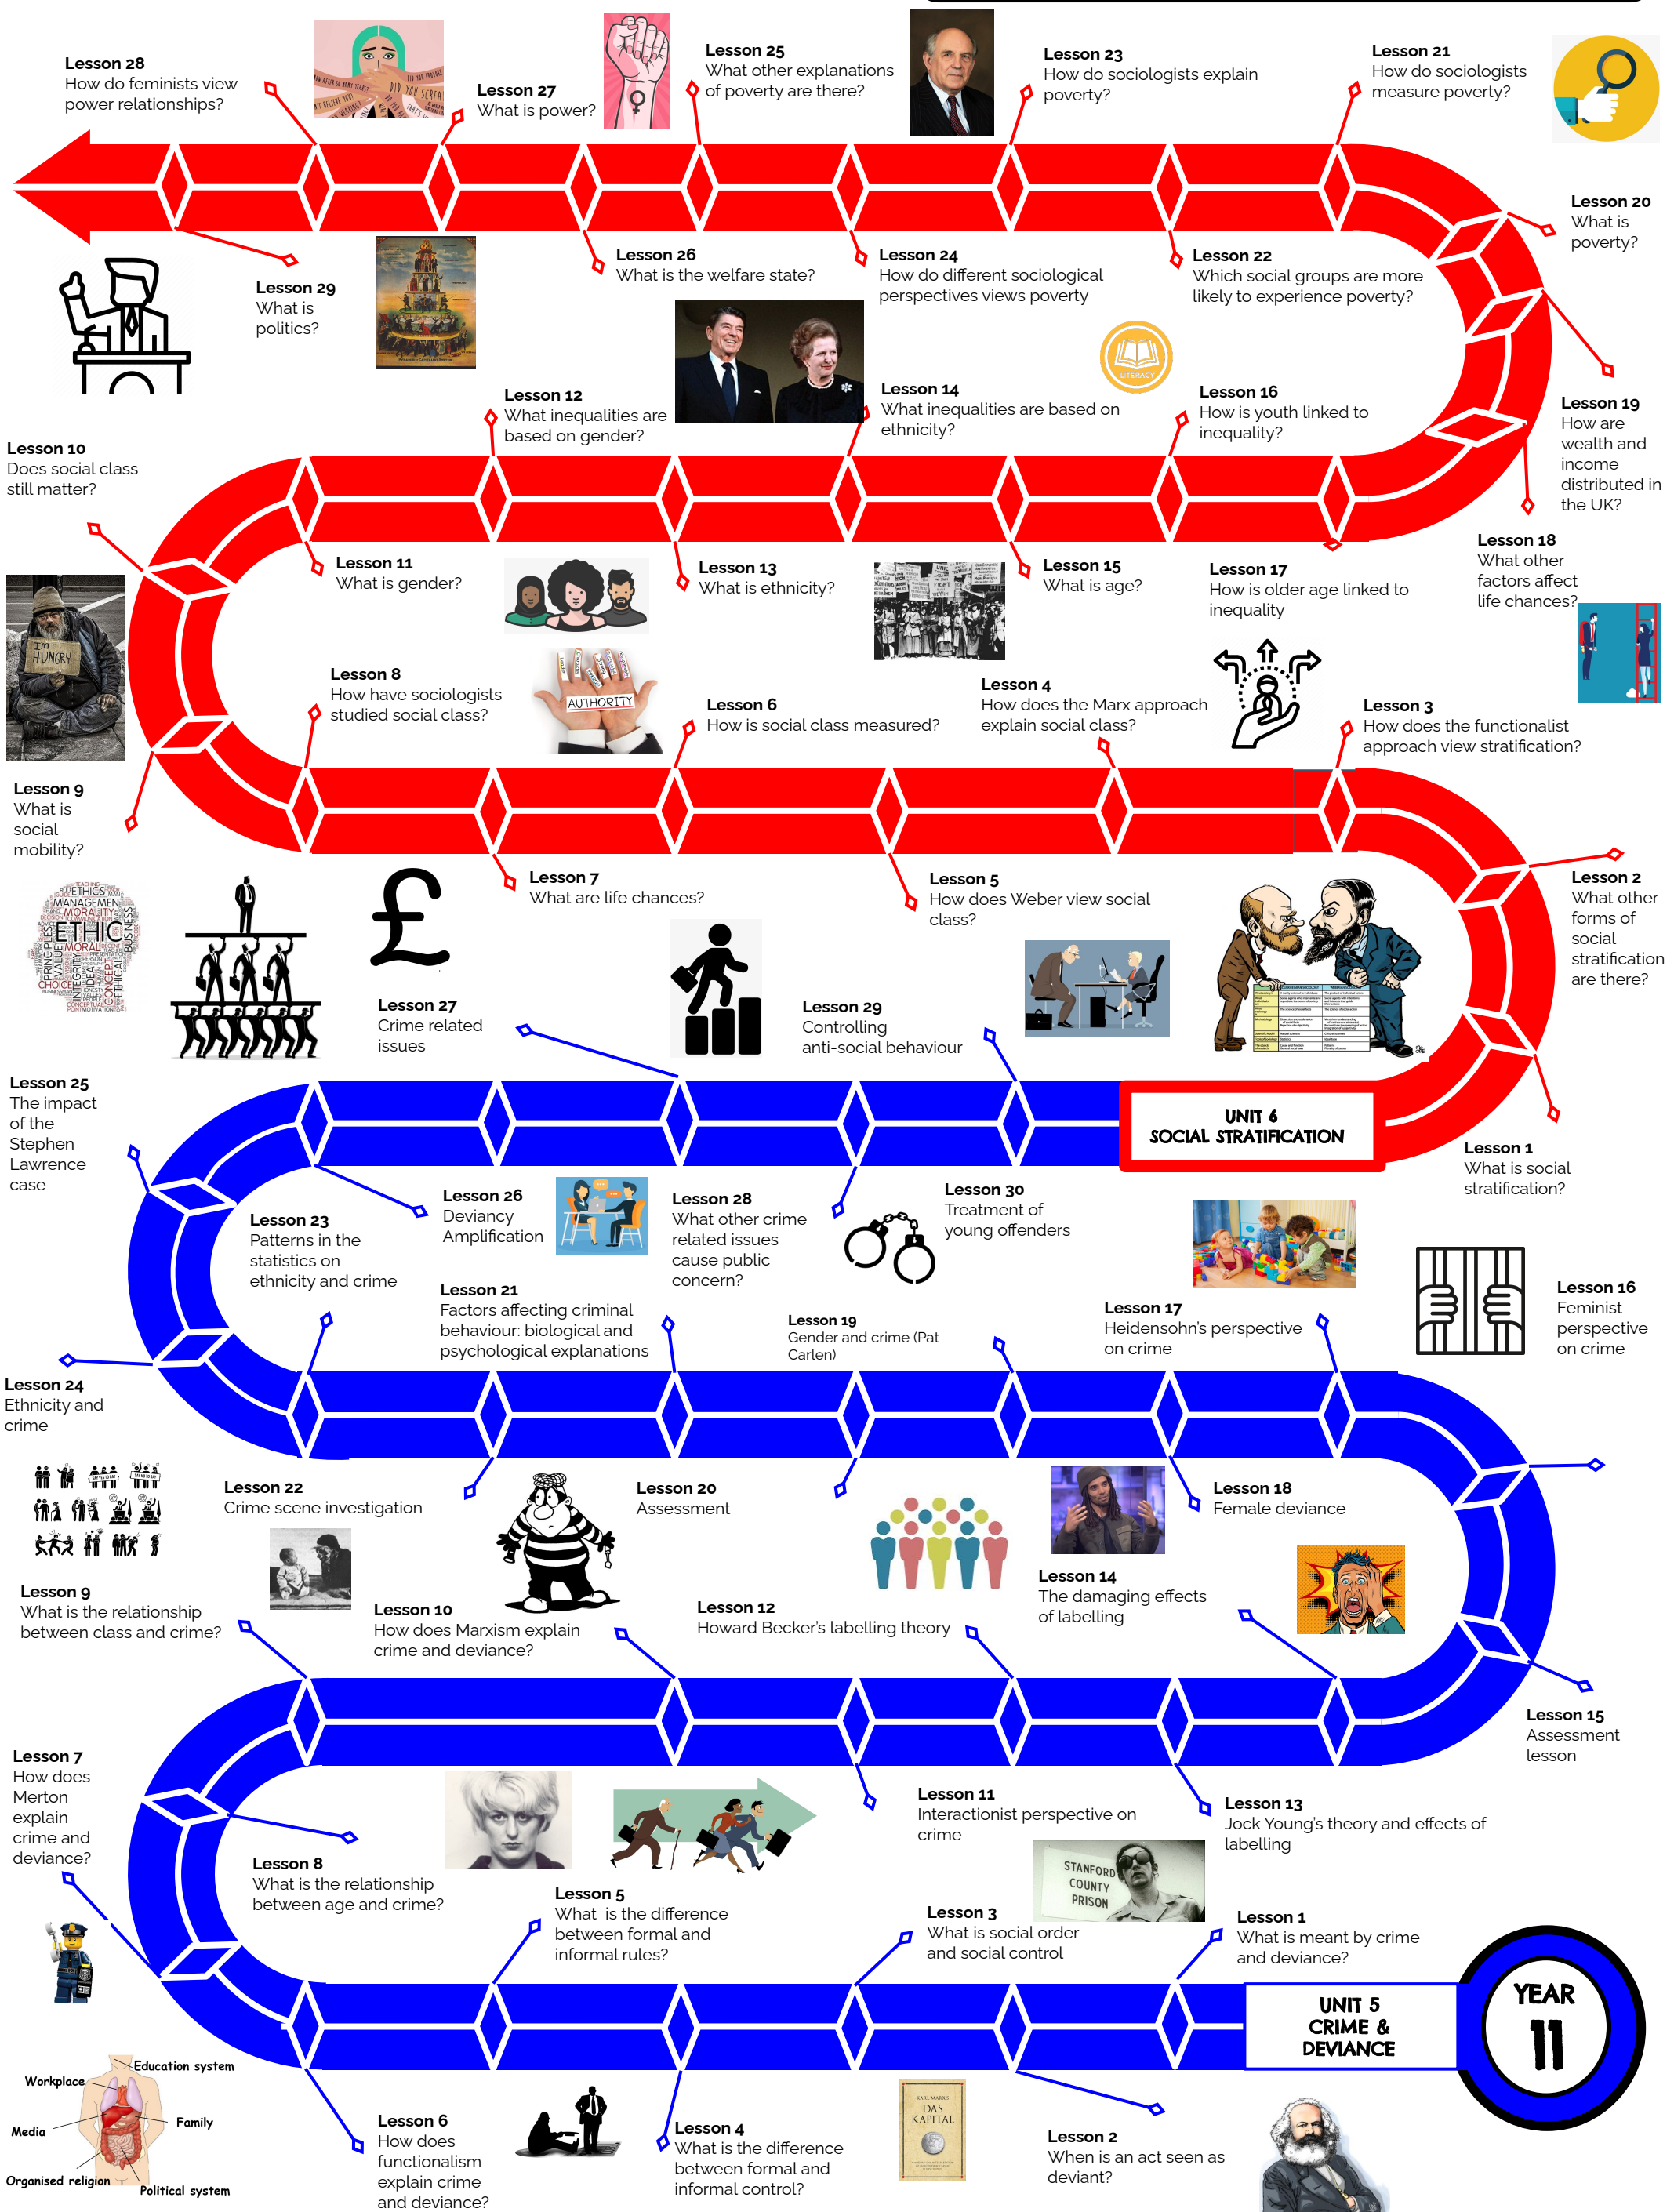 Lesson 28
How do feminists view
power relationships?
Lesson 27
What is power?
Lesson 25
What other explanations
of poverty are there?
Lesson 23
How do sociologists explain
poverty?
Lesson 21
How do sociologists
measure poverty?
Lesson 20
What is
poverty?
Lesson 29
What is
politics?
Lesson 26
What is the welfare state?
Lesson 24
How do different sociological
perspectives views poverty
Lesson 22
Which social groups are more
likely to experience poverty?
LITERACY
Lesson 19
How are
wealth and
income
distributed in
the UK?
Lesson 10
Does social class
still matter?
Lesson 12
What inequalities are
based on gender?
Lesson 14
What inequalities are based on
ethnicity?
Lesson 16
How is youth linked to
inequality?
Lesson 18
What other
factors affect
life chances?
Lesson 11
What is gender?
Lesson 13
What is ethnicity?
Lesson 15
What is age?
Lesson 17
How is older age linked to
inequality
I'M
HUNGRY
AUTHORITY
Lesson 8
How have sociologists
studied social class?
Lesson 6
How is social class measured?
Lesson 4
How does the Marx approach
explain social class?
Lesson 3
How does the functionalist
approach view stratification?
Lesson 9
What is
social
mobility?
Lesson 7
What are life chances?
Lesson 5
How does Weber view social
class?
Lesson 2
What other
forms of
social
stratification
are there?
ETHICS
MANAGEMENT
MORALITY
ETHIC
MORAL
£
Lesson 27
Crime related
issues
Lesson 29
Controlling
anti-social behaviour
UNIT 6
SOCIAL STRATIFICATION
Lesson 1
What is social
stratification?
Lesson 25
The impact
of the
Stephen
Lawrence
case
Lesson 23
Patterns in the
statistics on
ethnicity and crime
Lesson 26
Deviancy
Amplification
Lesson 28
What other crime
related issues
cause public
concern?
Lesson 30
Treatment of
young offenders
Lesson 21
Factors affecting criminal
behaviour: biological and
psychological explanations
Lesson 19
Gender and crime (Pat
Carlen)
Lesson 17
Heidensohn's perspective
on crime
Lesson 16
Feminist
perspective
on crime
Lesson 24
Ethnicity and
crime
Lesson 22
Crime scene investigation
Lesson 20
Assessment
Lesson 18
Female deviance
Lesson 9
What is the relationship
between class and crime?
Lesson 10
How does Marxism explain
crime and deviance?
Lesson 12
Howard Becker's labelling theory
Lesson 14
The damaging effects
of labelling
Lesson 15
Assessment
lesson
Lesson 7
How does
Merton
explain
crime and
deviance?
Lesson 8
What is the relationship
between age and crime?
Lesson 11
Interactionist perspective on
crime
Lesson 13
Jock Young's theory and effects of
labelling
STANFORD
COUNTY
PRISON
Lesson 5
What  is the difference
between formal and
informal rules?
Lesson 3
What is social order
and social control
Lesson 1
What is meant by crime
and deviance?
UNIT 5
CRIME &
DEVIANCE
YEAR
11
Education system
Workplace
Media
Family
Organised religion
Political system
Lesson 6
How does
functionalism
explain crime
and deviance?
Lesson 4
What is the difference
between formal and
informal control?
KARL MARX'S
DAS
KAPITAL
Lesson 2
When is an act seen as
deviant?